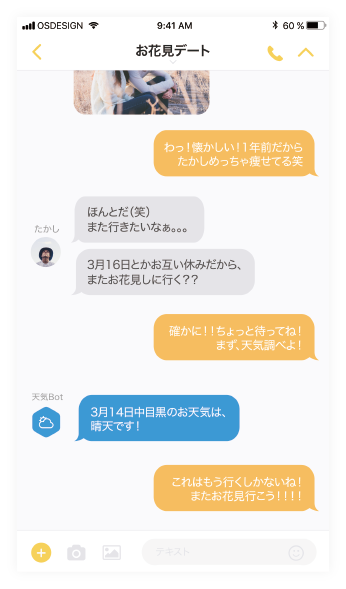 OSDESIGN
9:41 AM
60 %
お花見デート
わっ！懐かしい！1年前だから
たかしめっちゃ痩せてる笑
たかし
ほんとだ（笑）
また行きたいなぁ。。。
3月16日とかお互い休みだから、
またお花見しに行く？？
確かに！！ちょっと待ってね！
まず、天気調べよ！
天気Bot
3月14日中目黒のお天気は、
晴天です！
これはもう行くしかないね！
またお花見行こう！！！！
テキスト